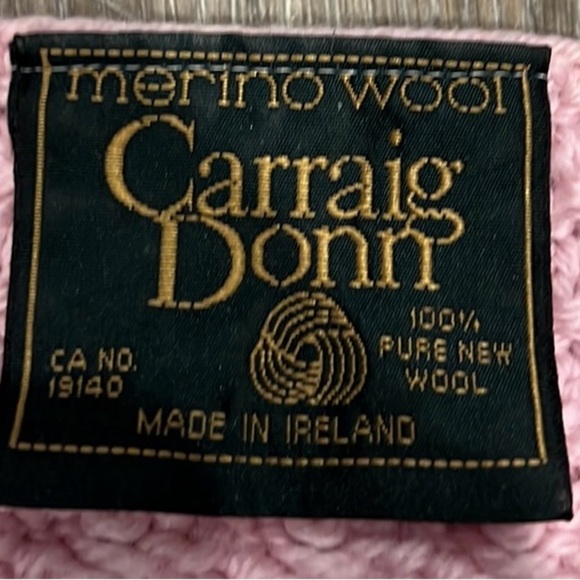 merino wool
Carraig
Donn
CA NO.
19140
100%
PURE NEW
WOOL
MADE IN IRELAND